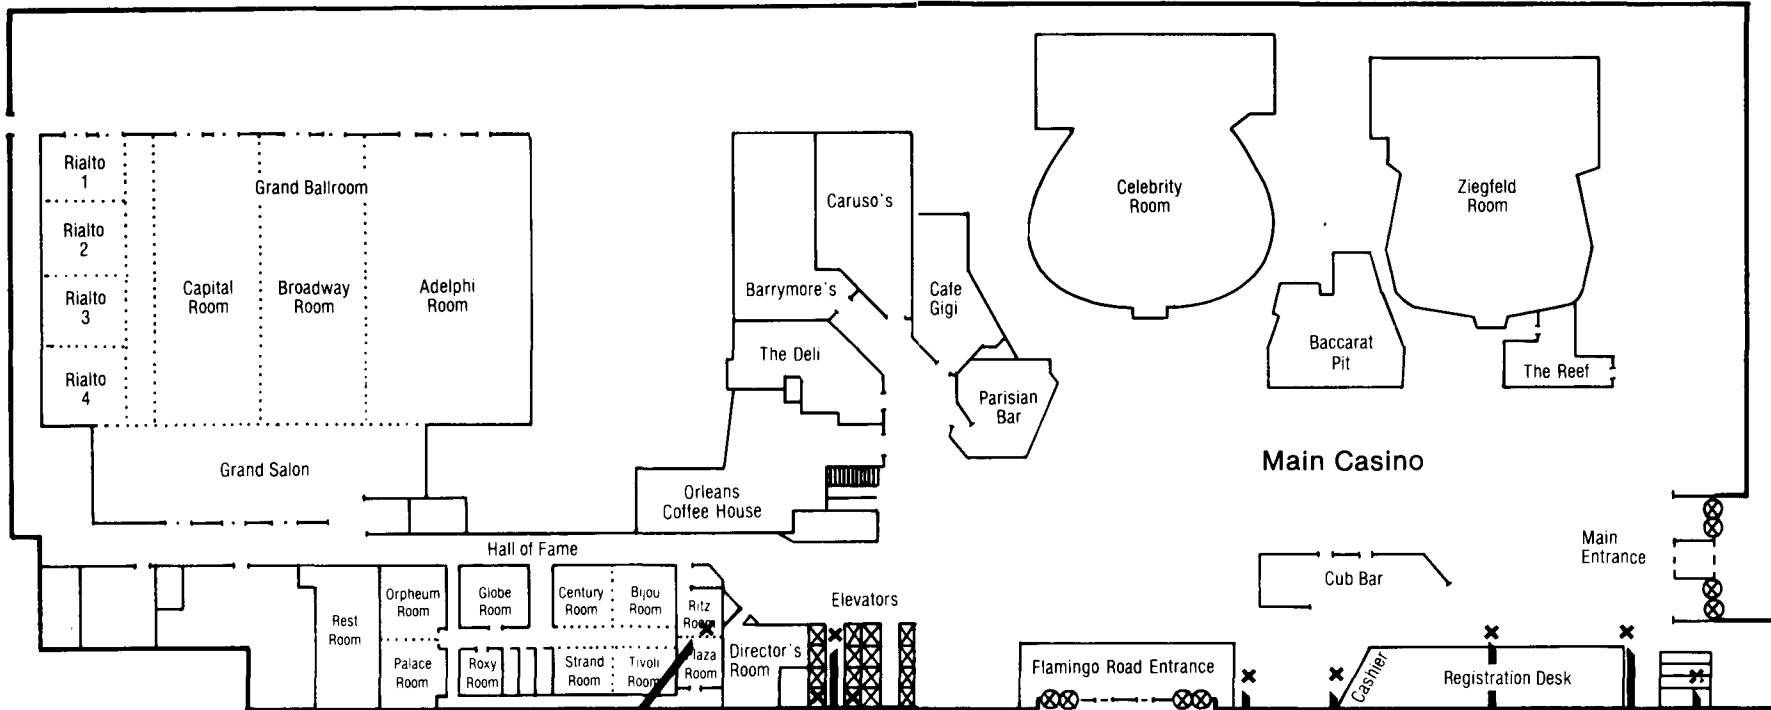 Rialto
1
Grand Ballroom
Rialto
2
Rialto
3
Rialto
4
Capital
Room
Broadway
Room
Adelphi
Room
Grand Salon
Caruso's
Barrymore's
Cafe
Gigi
The Deli
Parisian
Bar
Orleans
Coffee House
Celebrity
Room
Ziegfeld
Room
Baccarat
Pit
The Reef
Main Casino
Main
Entrance
Cub Bar
Hall of Fame
Orpheum
Room
Globe
Room
Century
Room
Bijou
Room
Ritz
Room
Rest
Room
Palace
Room
Roxy
Room
Strand
Room
Tivoli
Room
Plaza
Room
Director's
Room
Elevators
Flamingo Road Entrance
Cashier
Registration Desk